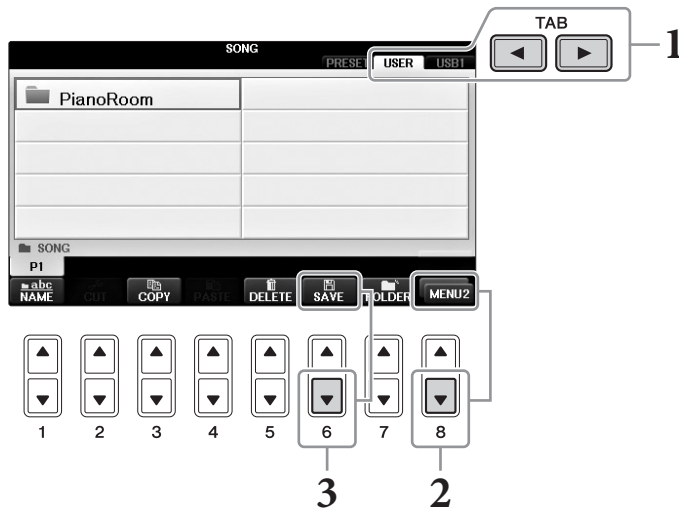 TAB
1
SONG
PRESET USER USB1
PianoRoom
SONG
P1
abc
NAME CUT COPY PASTE DELETE SAVE FOLDER MENU2
1 2 3 4 5 6 7 8
3 2